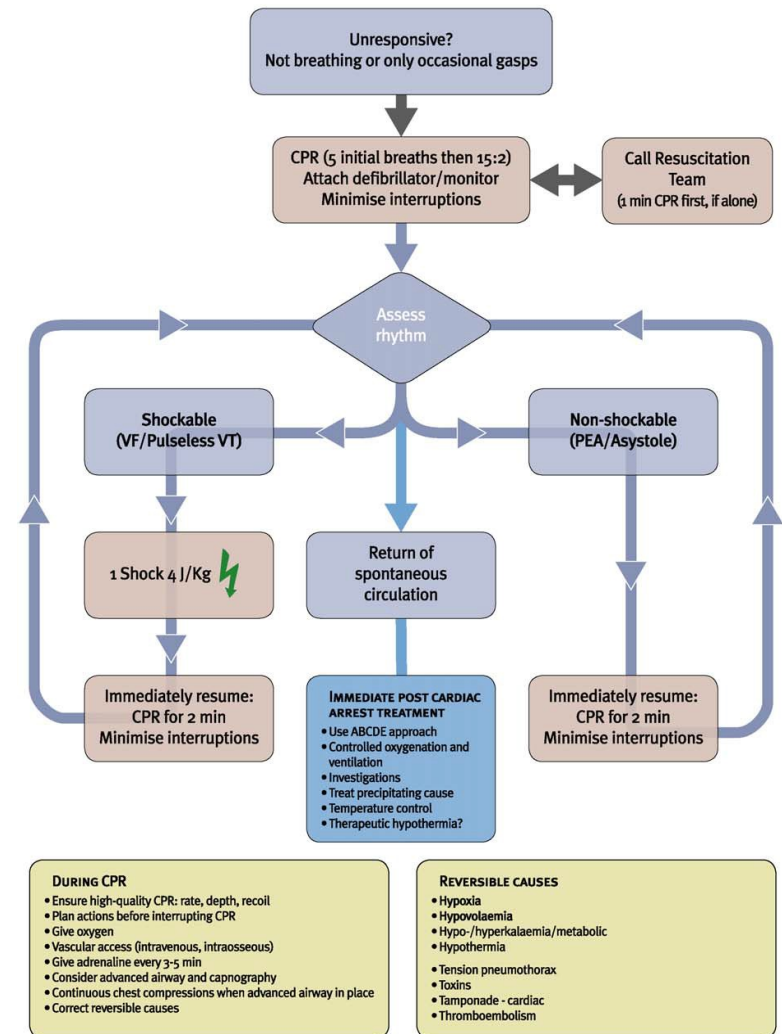 Unresponsive?
Not breathing or only occasional gasps
CPR (5 initial breaths then 15:2)
Attach defibrillator/monitor
Minimise interruptions
Call Resuscitation
Team
(1 min CPR first, if alone)
Assess
rhythm
Shockable
(VF/Pulseless VT)
Non-shockable
(PEA/Asystole)
1 Shock 4 J/Kg
Return of
spontaneous
circulation
Immediately resume:
CPR for 2 min
Minimise interruptions
IMMEDIATE POST CARDIAC
ARREST TREATMENT
• Use ABCDE approach
• Controlled oxygenation and
ventilation
• Investigations
• Treat precipitating cause
• Temperature control
• Therapeutic hypothermia?
Immediately resume:
CPR for 2 min
Minimise interruptions
DURING CPR
• Ensure high-quality CPR: rate, depth, recoil
• Plan actions before interrupting CPR
• Give oxygen
• Vascular access (intravenous, intraosseous)
• Give adrenaline every 3-5 min
• Consider advanced airway and capnography
• Continuous chest compressions when advanced airway in place
• Correct reversible causes
REVERSIBLE CAUSES
• Hypoxia
• Hypovolaemia
• Hypo-/hyperkalaemia/metabolic
• Hypothermia
• Tension pneumothorax
• Toxins
• Tamponade - cardiac
• Thromboembolism